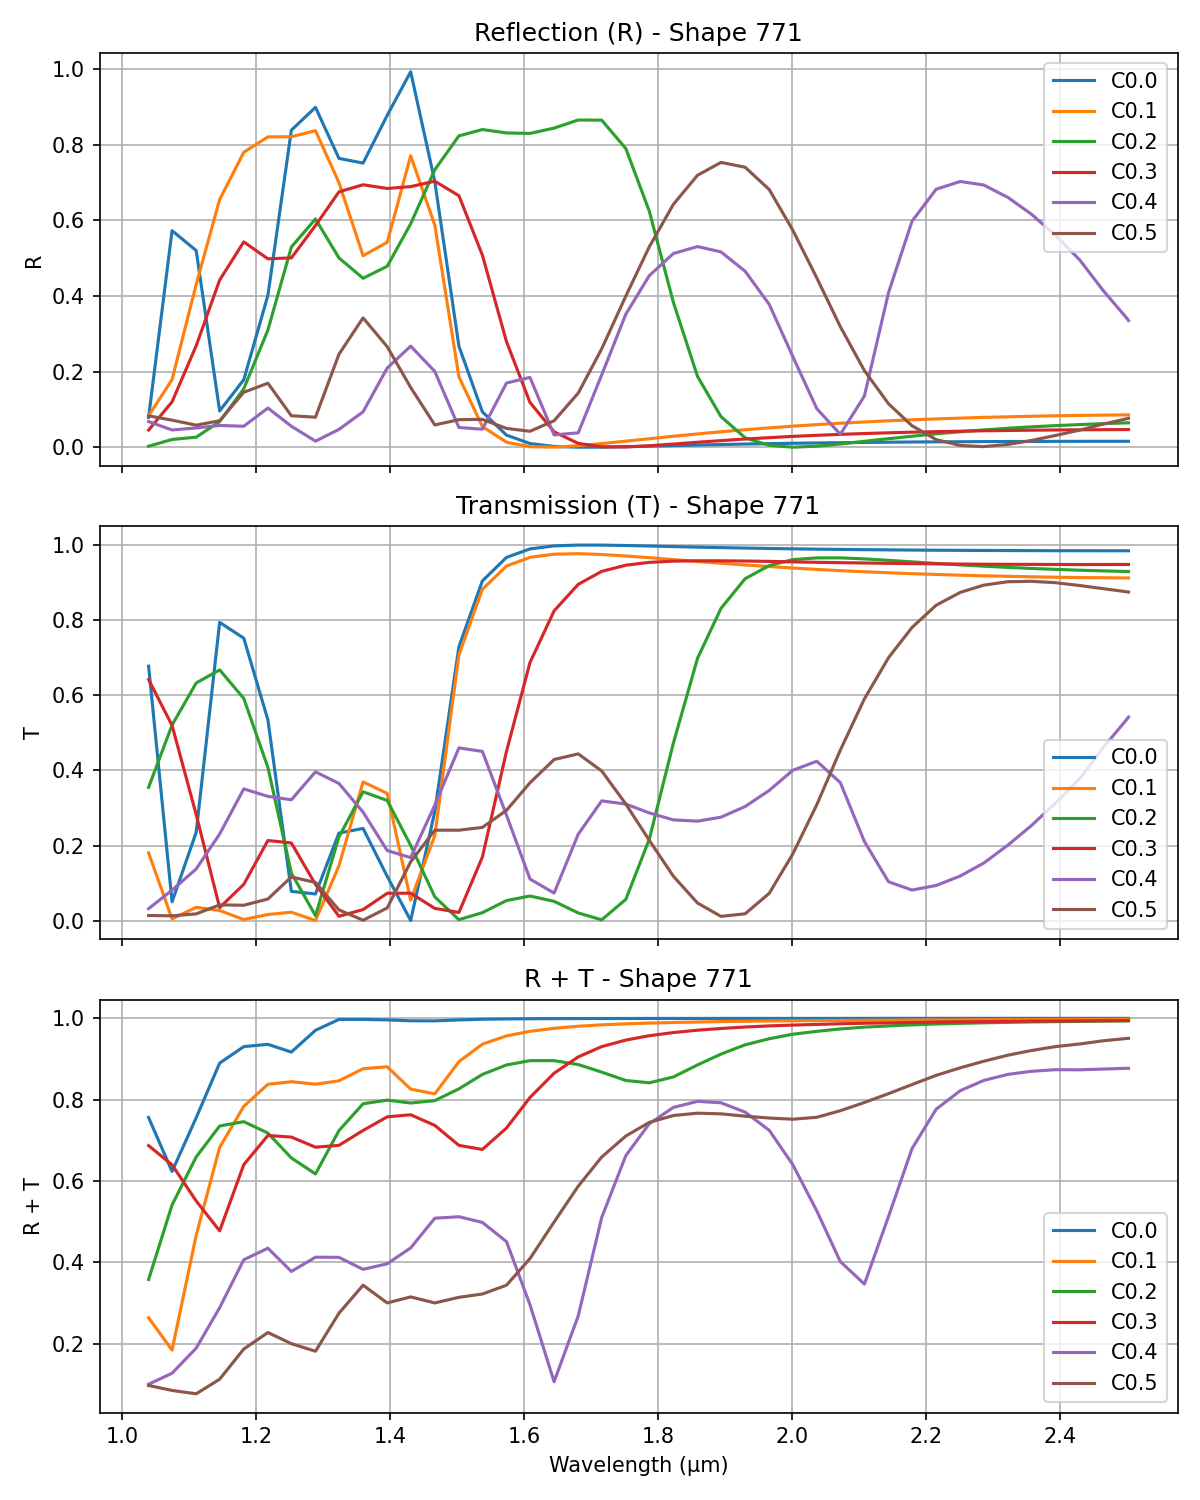 Reflection (R) - Shape 771
1.0
0.8
0.6
0.4
0.2
0.0
R
C0.0
C0.1
C0.2
C0.3
C0.4
C0.5
Transmission (T) - Shape 771
1.0
0.8
0.6
0.4
0.2
0.0
T
C0.0
C0.1
C0.2
C0.3
C0.4
C0.5
R + T - Shape 771
1.0
0.8
0.6
0.4
0.2
R + T
C0.0
C0.1
C0.2
C0.3
C0.4
C0.5
1.0 1.2 1.4 1.6 1.8 2.0 2.2 2.4
Wavelength (μm)